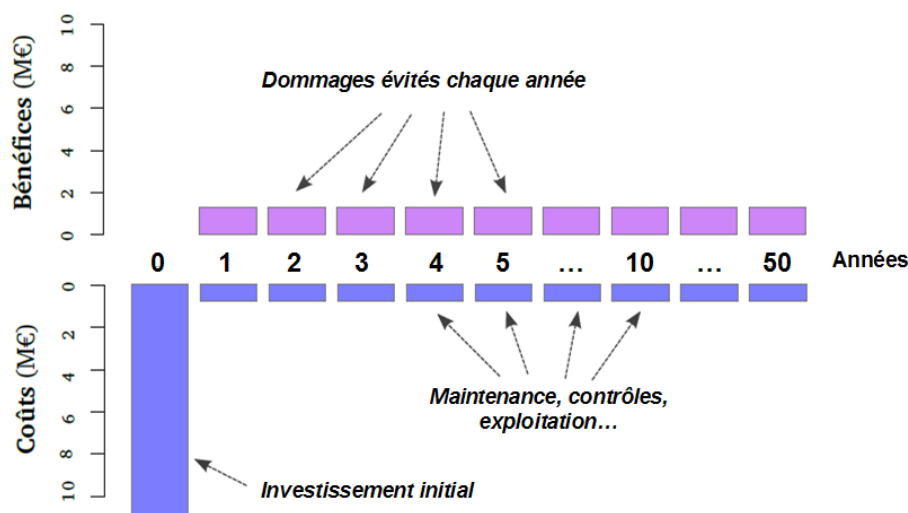 Bénéfices (M€)
10
8
6
4
2
0
Dommages évités chaque année
0 1 2 3 4 5 ... 10 ... 50 Années
Coûts (M€)
0
2
4
6
8
10
Maintenance, contrôles,
exploitation...
Investissement initial